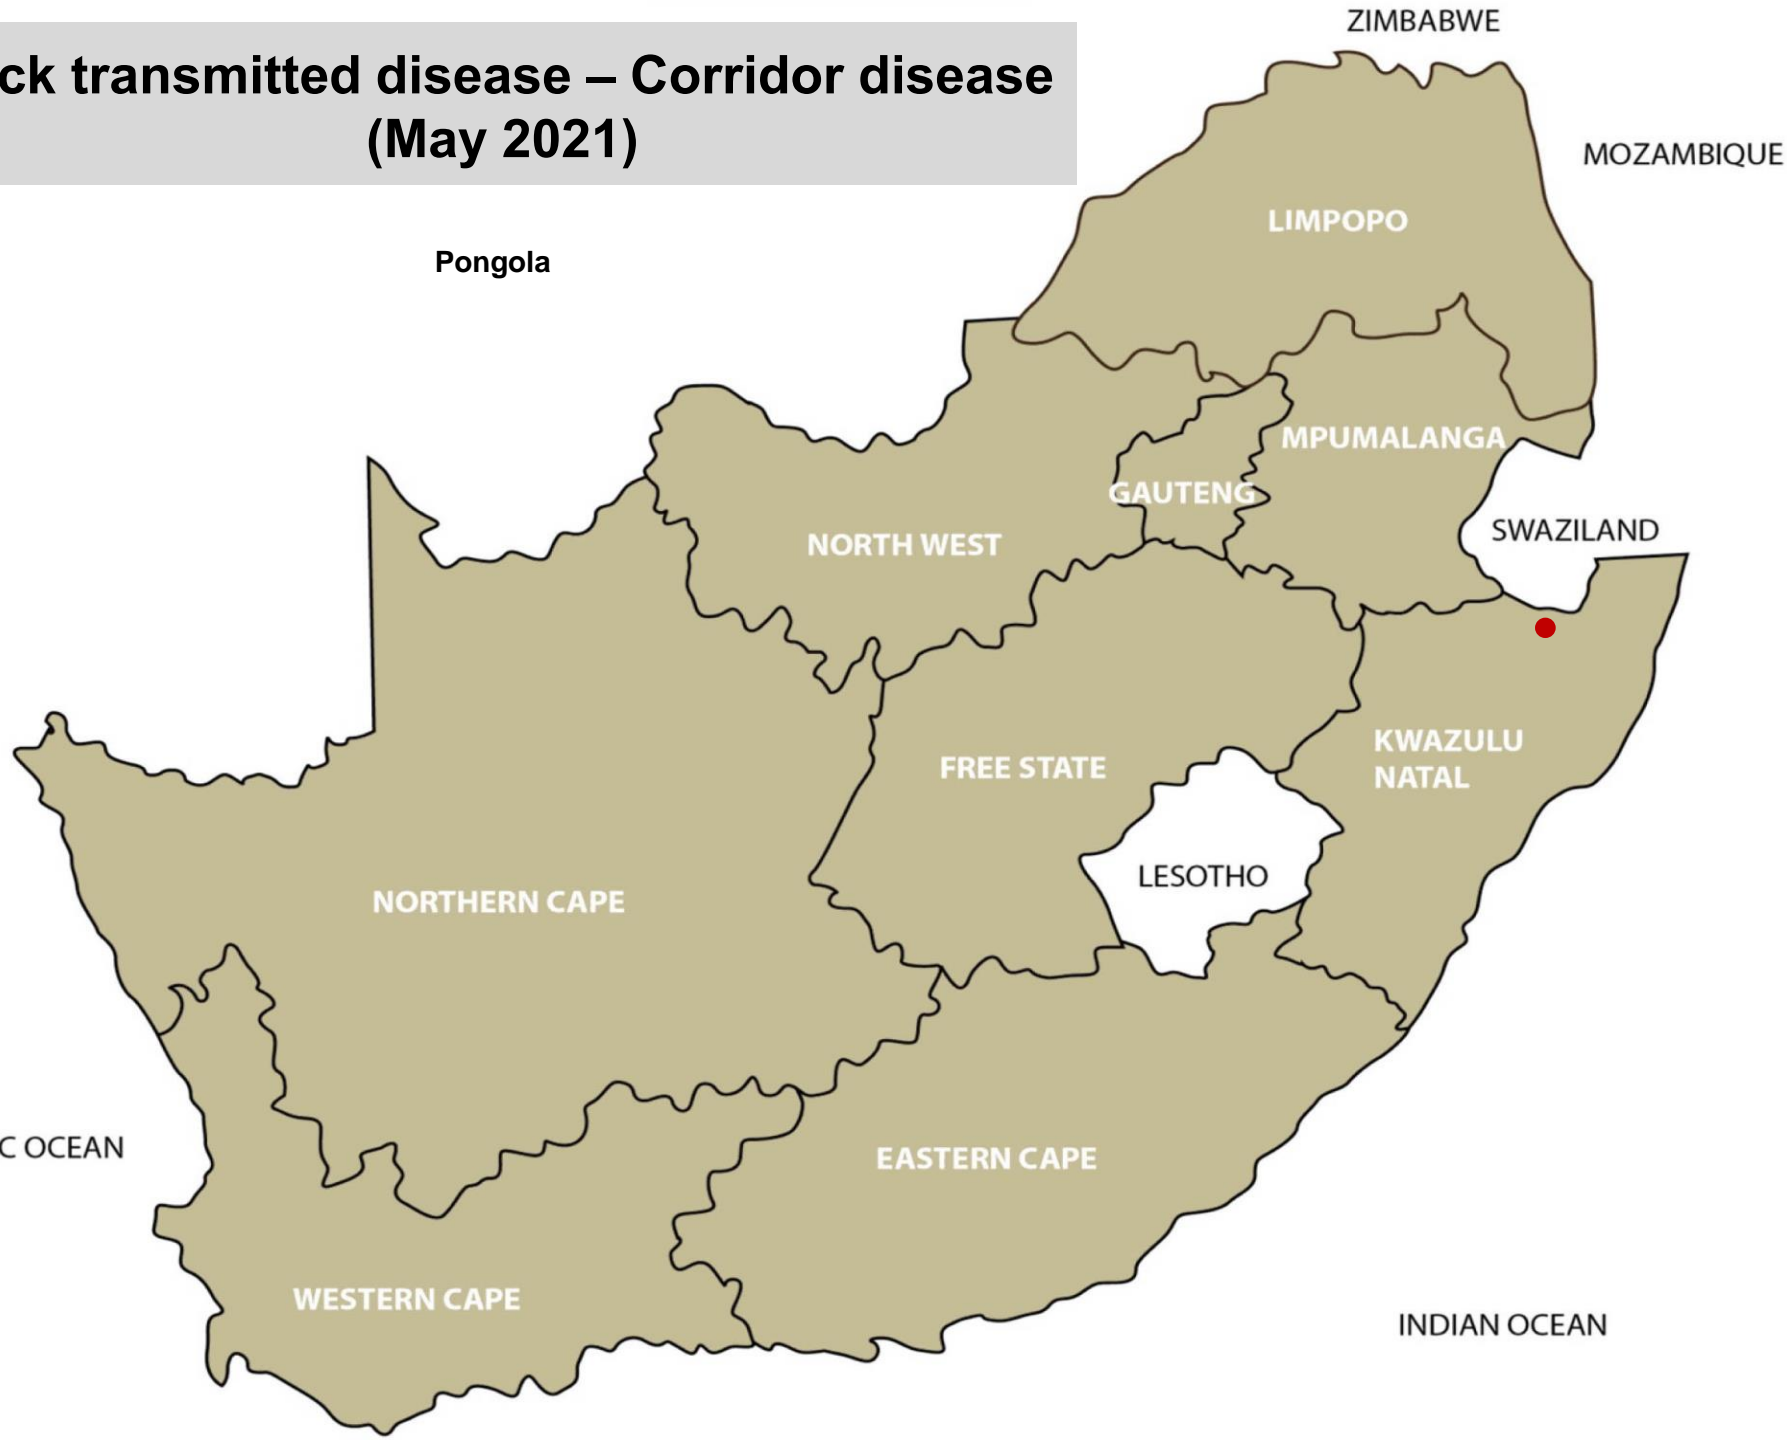 ck transmitted disease – Corridor disease
(May 2021)
ZIMBABWE
MOZAMBIQUE
LIMPOPO
Pongola
MPUMALANGA
GAUTENG
SWAZILAND
NORTH WEST
KWAZULU
NATAL
FREE STATE
LESOTHO
NORTHERN CAPE
C OCEAN
EASTERN CAPE
WESTERN CAPE
INDIAN OCEAN